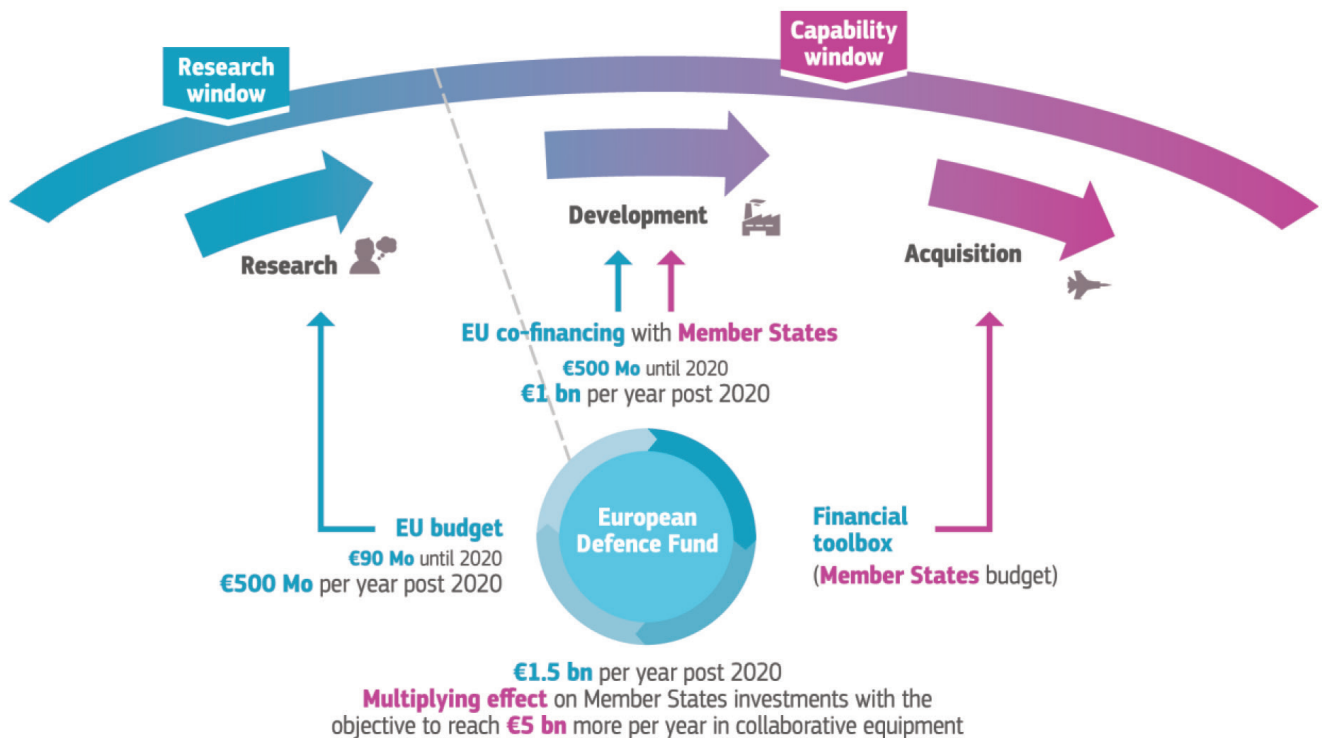 Research
window
Capability
window
Research
Development
Acquisition
EU co-financing with Member States
€500 Mo until 2020
€1 bn per year post 2020
EU budget
€90 Mo until 2020
€500 Mo per year post 2020
European
Defence Fund
Financial
toolbox
(Member States budget)
€1.5 bn per year post 2020
Multiplying effect on Member States investments with the
objective to reach €5 bn more per year in collaborative equipment